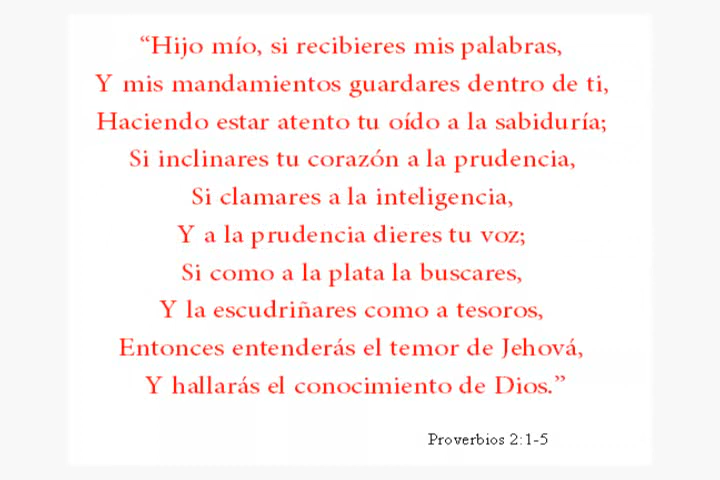 “Hijo mío, si recibieres mis palabras,
Y mis mandamientos guardares dentro de ti,
Haciendo estar atento tu oído a la sabiduría;
Si inclinares tu corazón a la prudencia,
Si clamares a la inteligencia,
Y a la prudencia dieres tu voz;
Si como a la plata la buscares,
Y la escudriñares como a tesoros,
Entonces entenderás el temor de Jehová,
Y hallarás el conocimiento de Dios.”
Proverbios 2:1-5